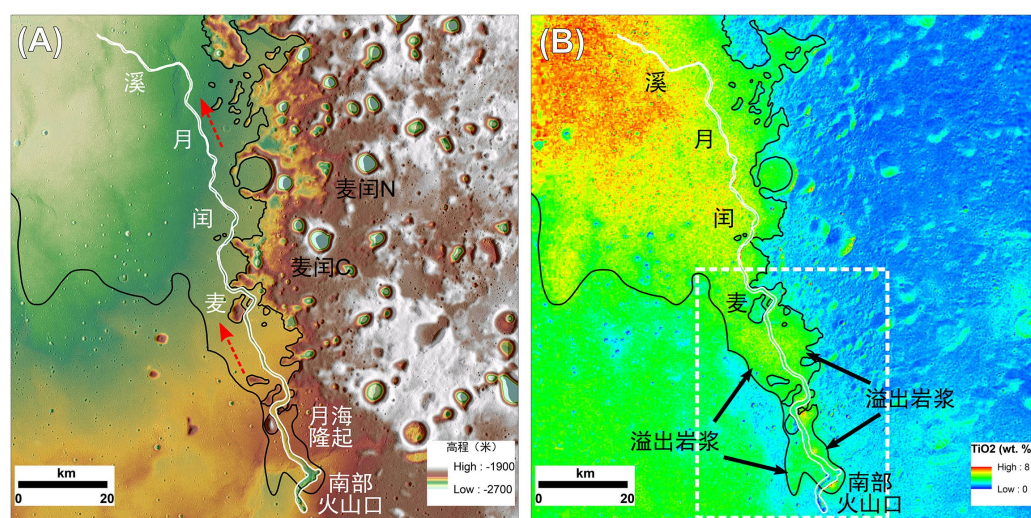 (A)
溪
月
闰
麦
麦闰N
麦闰C
月海
隆起
南部
火山口
高程（米）
High : -1900
Low : -2700
km
0 20
(B)
溪
月
闰
麦
溢出岩浆
溢出岩浆
南部
火山口
TiO2 (wt. %
High : 8
Low : 0
km
0 20